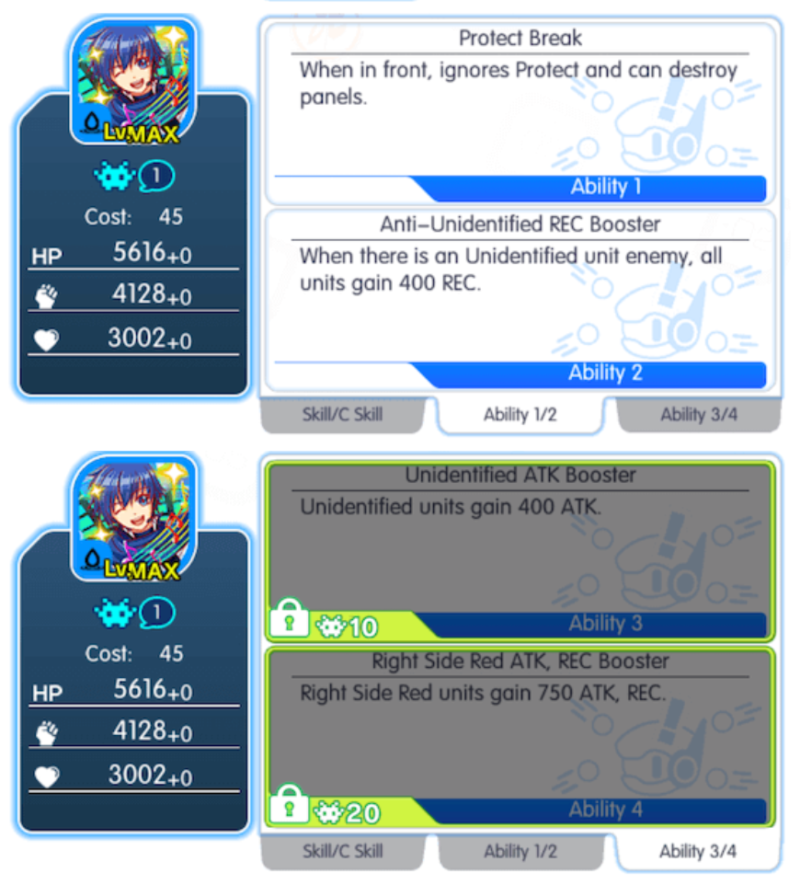 LvMAX
1
Cost: 45
HP 5616+0
4128+0
3002+0
Protect Break
When in front, ignores Protect and can destroy
panels.
Ability 1
Anti-Unidentified REC Booster
When there is an Unidentified unit enemy, all
units gain 400 REC.
Ability 2
Skill/C Skill
Ability 1/2
Ability 3/4
LvMAX
1
Cost: 45
HP 5616+0
4128+0
3002+0
Unidentified ATK Booster
Unidentified units gain 400 ATK.
10
Ability 3
Right Side Red ATK, REC Booster
Right Side Red units gain 750 ATK, REC.
20
Ability 4
Skill/C Skill
Ability 1/2
Ability 3/4